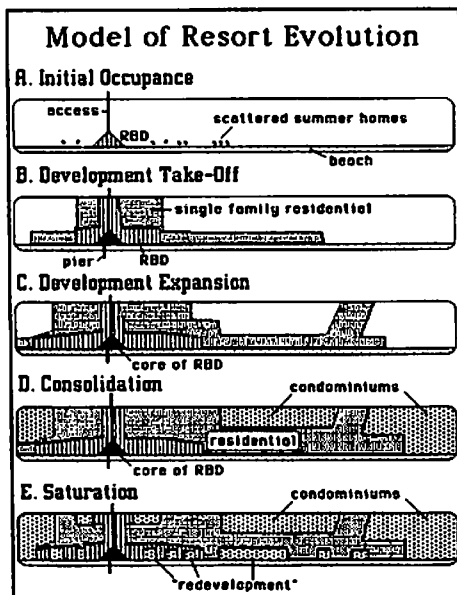 Model of Resort Evolution
A. Initial Occupance
access
RBD
scattered summer homes
beach
B. Development Take-Off
single family residential
pier
RBD
C. Development Expansion
core of RBD
D. Consolidation
condominiums
residential
core of RBD
E. Saturation
condominiums
"redevelopment"